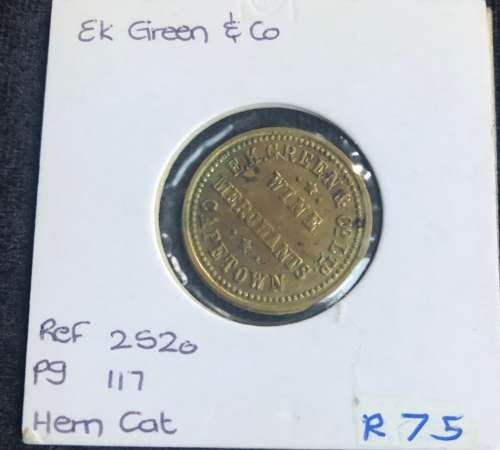 Ek Green & Co
E.K.GREEN & Cº LTD
WINE
MERCHANTS
CAPETOWN
Ref 2520
pg 117
Hern Cat
R 75